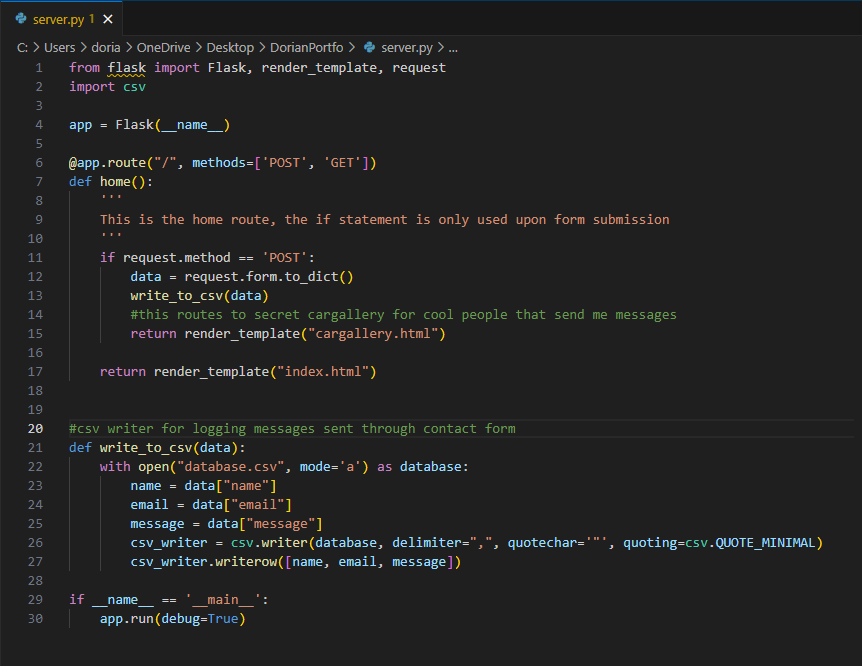 server.py 1 ✕
C: > Users > doria > OneDrive > Desktop > DorianPortfo > server.py > ...
1 from flask import Flask, render_template, request
2 import csv
3
4 app = Flask(__name__)
5
6 @app.route("/", methods=['POST', 'GET'])
7 def home():
8     '''
9     This is the home route, the if statement is only used upon form submission
10     '''
11     if request.method == 'POST':
12         data = request.form.to_dict()
13         write_to_csv(data)
14         #this routes to secret cargallery for cool people that send me messages
15         return render_template("cargallery.html")
16
17     return render_template("index.html")
18
19
20 #csv writer for logging messages sent through contact form
21 def write_to_csv(data):
22     with open("database.csv", mode='a') as database:
23         name = data["name"]
24         email = data["email"]
25         message = data["message"]
26         csv_writer = csv.writer(database, delimiter=",", quotechar='"', quoting=csv.QUOTE_MINIMAL)
27         csv_writer.writerow([name, email, message])
28
29 if __name__ == '__main__':
30     app.run(debug=True)